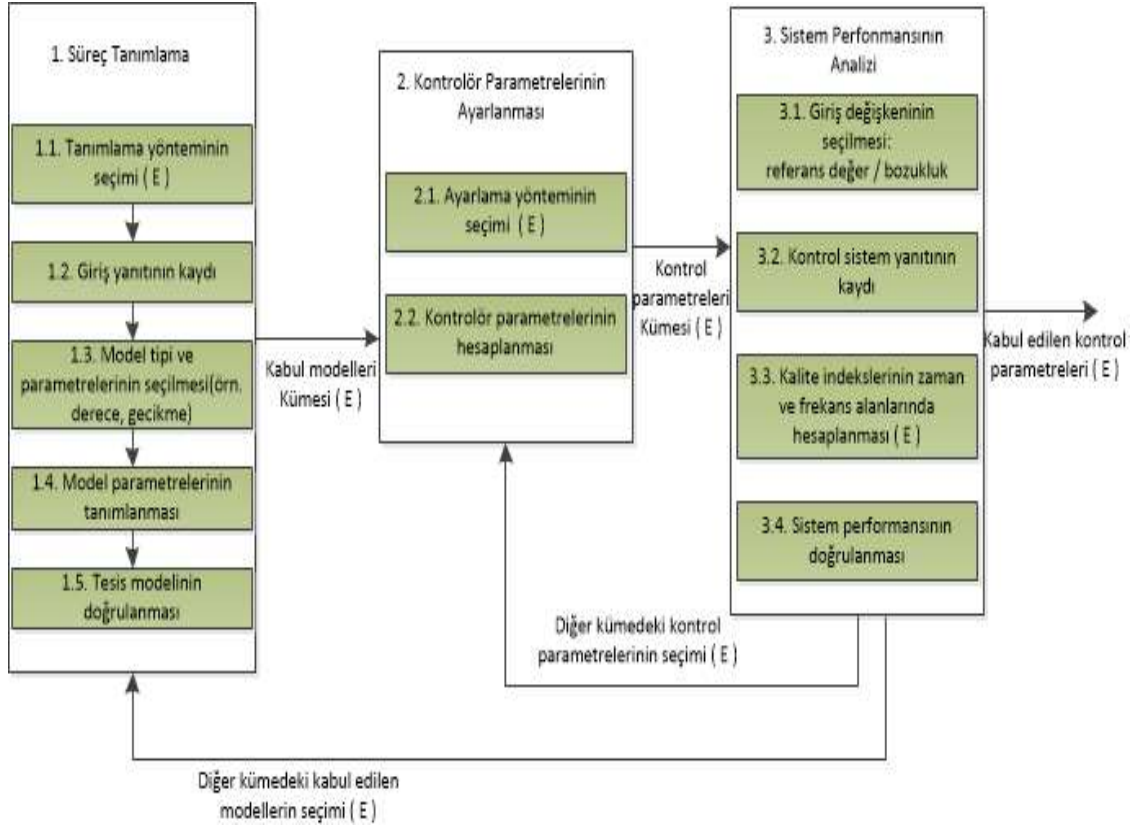 1. Süreç Tanımlama
1.1. Tanımlama yönteminin
seçimi ( E )
1.2. Giriş yanıtının kaydı
1.3. Model tipi ve
parametrelerinin seçilmesi(örn.
derece, gecikme)
1.4. Model parametrelerinin
tanımlanması
1.5. Tesis modelinin
doğrulanması
Kabul modelleri
Kümesi ( E )
2. Kontrolör Parametrelerinin
Ayarlanması
2.1. Ayarlama yönteminin
seçimi ( E )
2.2. Kontrolör parametrelerinin
hesaplanması
Kontrol
parametreleri
Kümesi ( E )
3. Sistem Perfonmansının
Analizi
3.1. Giriş değişkeninin
seçilmesi:
referans değer / bozukluk
3.2. Kontrol sistem yanıtının
kaydı
3.3. Kalite indekslerinin zaman
ve frekans alanlarında
hesaplanması ( E )
3.4. Sistem performansının
doğrulanması
Kabul edilen kontrol
parametreleri ( E )
Diğer kümedeki kontrol
parametrelerinin seçimi ( E )
Diğer kümedeki kabul edilen
modellerin seçimi ( E )